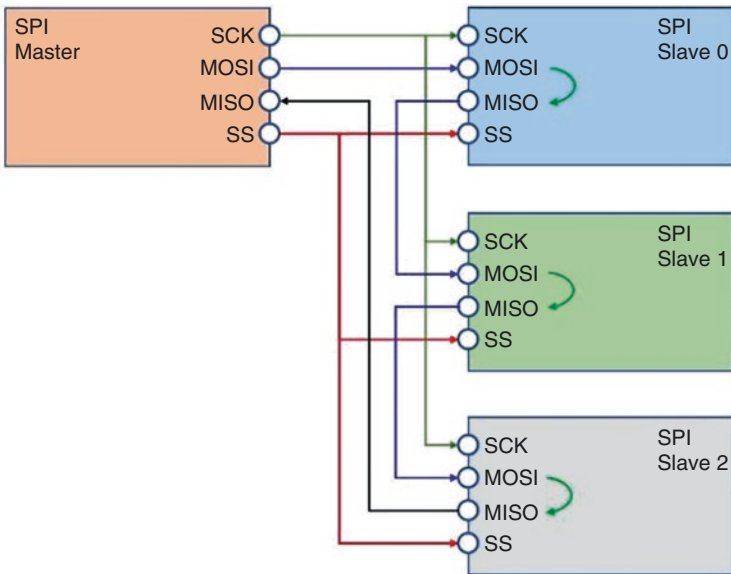 SPI
Master
SCK
MOSI
MISO
SS
SCK
MOSI
MISO
SS
SPI
Slave 0
SCK
MOSI
MISO
SS
SPI
Slave 1
SCK
MOSI
MISO
SS
SPI
Slave 2